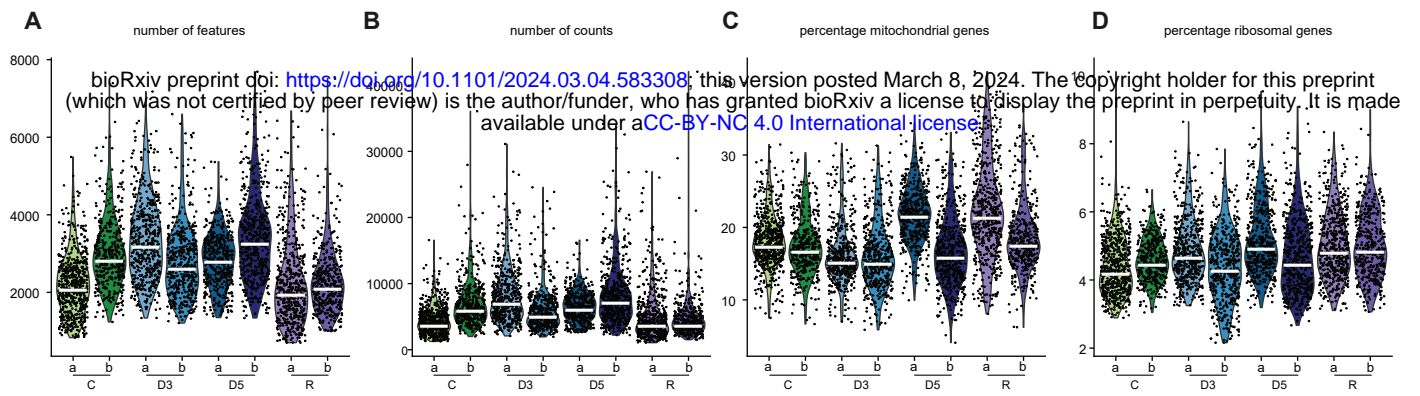 A B C D
number of features number of counts percentage mitochondrial genes percentage ribosomal genes
bioRxiv preprint doi: https://doi.org/10.1101/2024.03.04.583308; this version posted March 8, 2024. The copyright holder for this preprint
(which was not certified by peer review) is the author/funder, who has granted bioRxiv a license to display the preprint in perpetuity. It is made
available under aCC-BY-NC 4.0 International license.
8000
6000
4000
2000
40000
30000
20000
10000
0
40
30
20
10
10
8
6
4
2
a b a b a b a b
C D3 D5 R
a b a b a b a b
C D3 D5 R
a b a b a b a b
C D3 D5 R
a b a b a b a b
C D3 D5 R